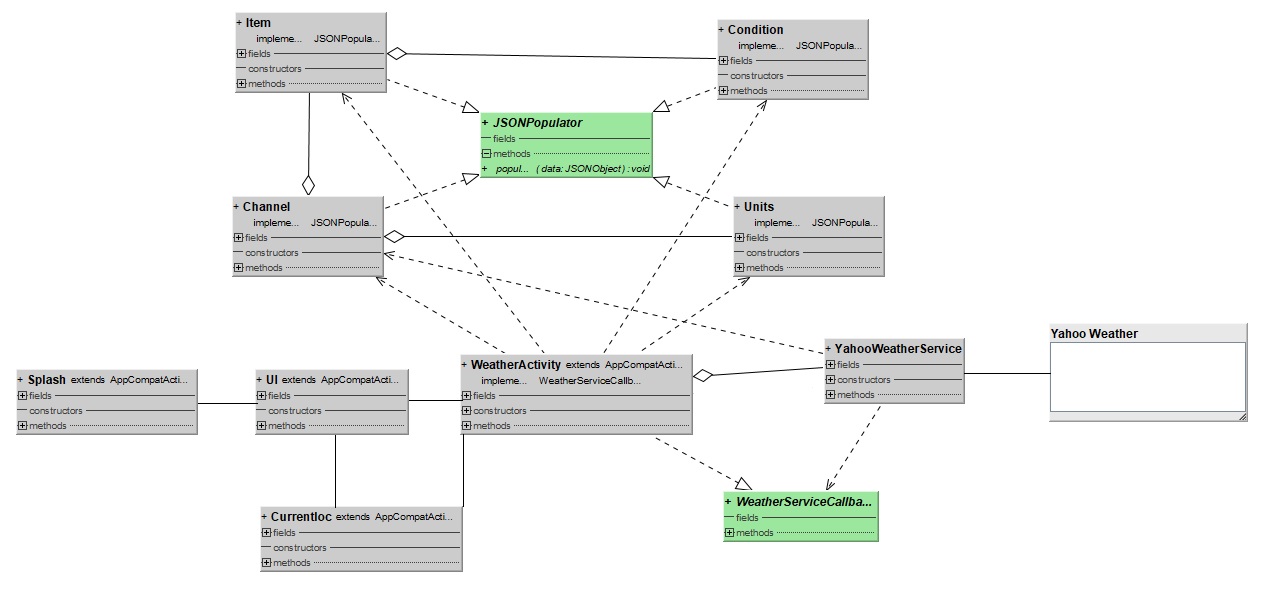 + Item
impleme... JSONPopula...
fields
constructors
methods
+ Condition
impleme... JSONPopula...
fields
constructors
methods
+ JSONPopulator
fields
methods
+ popul... ( data: JSONObject ) : void
+ Channel
impleme... JSONPopula...
fields
constructors
methods
+ Units
impleme... JSONPopula...
fields
constructors
methods
+ Splash extends AppCompatActi...
fields
constructors
methods
+ UI extends AppCompatActi...
fields
constructors
methods
+ WeatherActivity extends AppCompatActi...
impleme... WeatherServiceCallb...
fields
constructors
methods
+ YahooWeatherService
fields
constructors
methods
Yahoo Weather
+ Currentloc extends AppCompatActi...
fields
constructors
methods
+ WeatherServiceCallba...
fields
methods